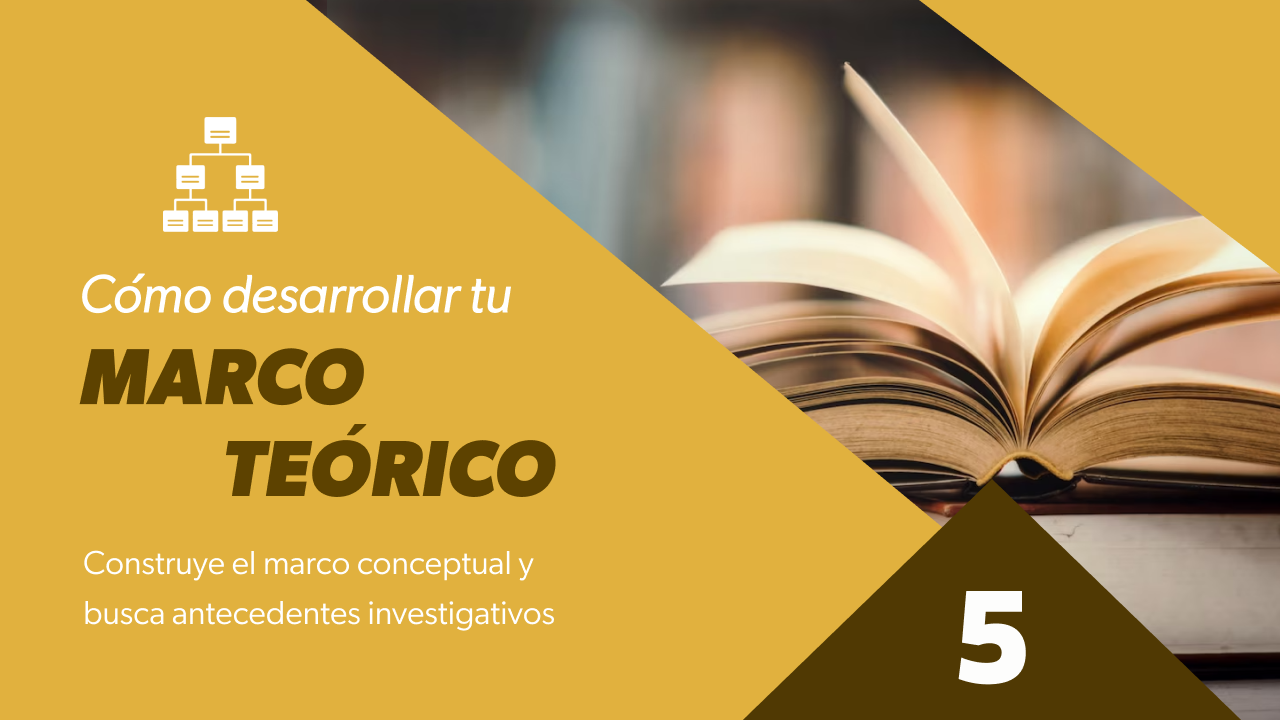 Cómo desarrollar tu
MARCO
TEÓRICO
Construye el marco conceptual y
busca antecedentes investigativos
5